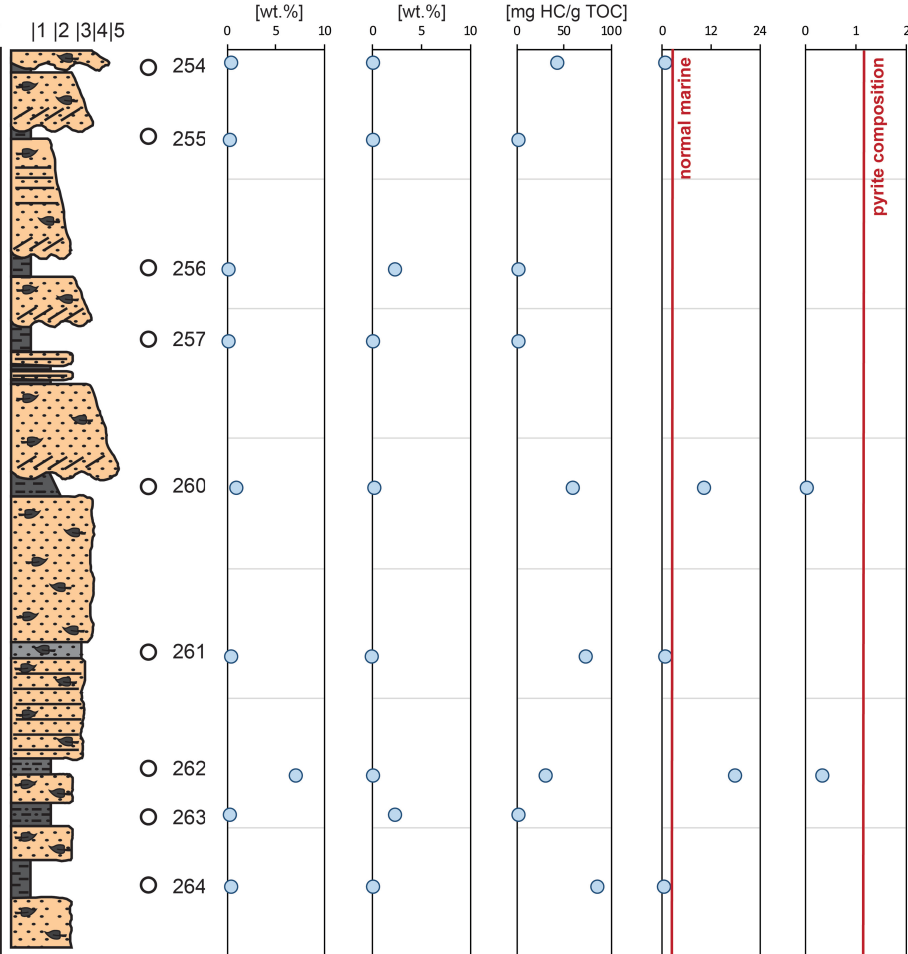 [wt.%] [wt.%] [mg HC/g TOC]
|1 |2 |3|4|5
0 5 10 0 5 10 0 50 100 0 12 24 0 1 2
254
255
256
257
260
261
262
263
264
normal marine
pyrite composition